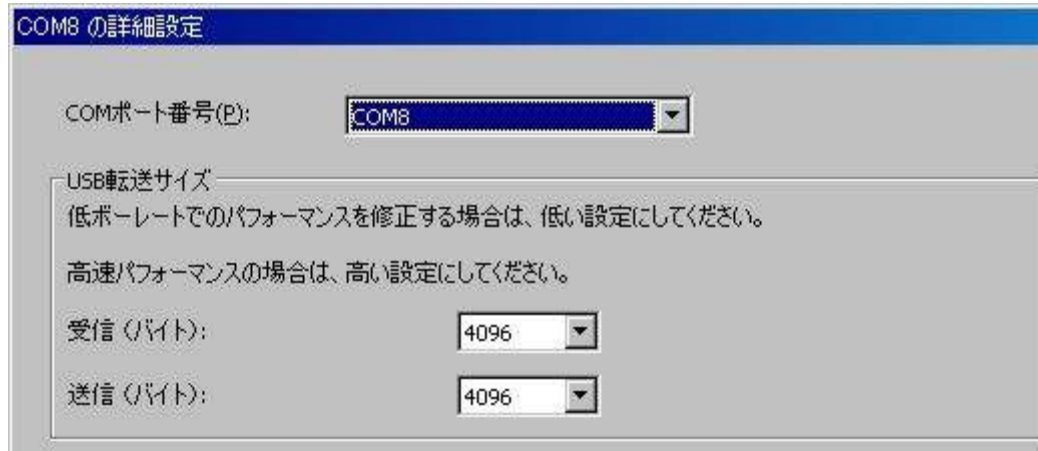 COM8 の詳細設定
COMポート番号(P): COM8
USB転送サイズ
低ボーレートでのパフォーマンスを修正する場合は、低い設定にしてください。
高速パフォーマンスの場合は、高い設定にしてください。
受信(バイト): 4096
送信(バイト): 4096